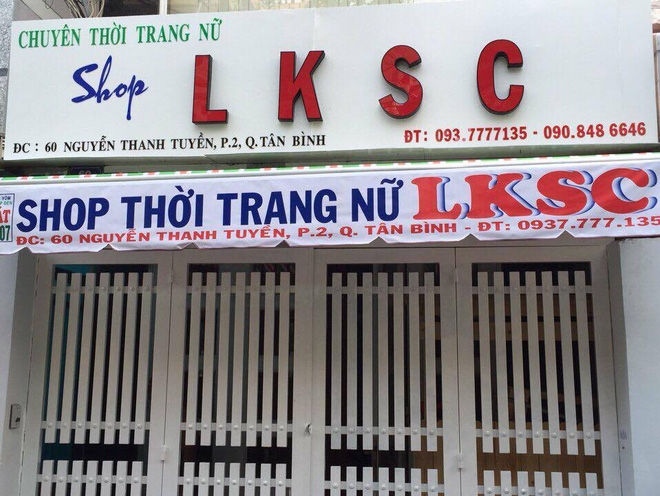 CHUYÊN THỜI TRANG NỮ
Shop LKSC
ĐC : 60 NGUYỄN THANH TUYỀN, P.2, Q.TÂN BÌNH
ĐT: 093.7777135 - 090.848 6646
SHOP THỜI TRANG NỮ LKSC
ĐC: 60 NGUYỄN THANH TUYỀN, P.2, Q. TÂN BÌNH - ĐT: 0937.777.135